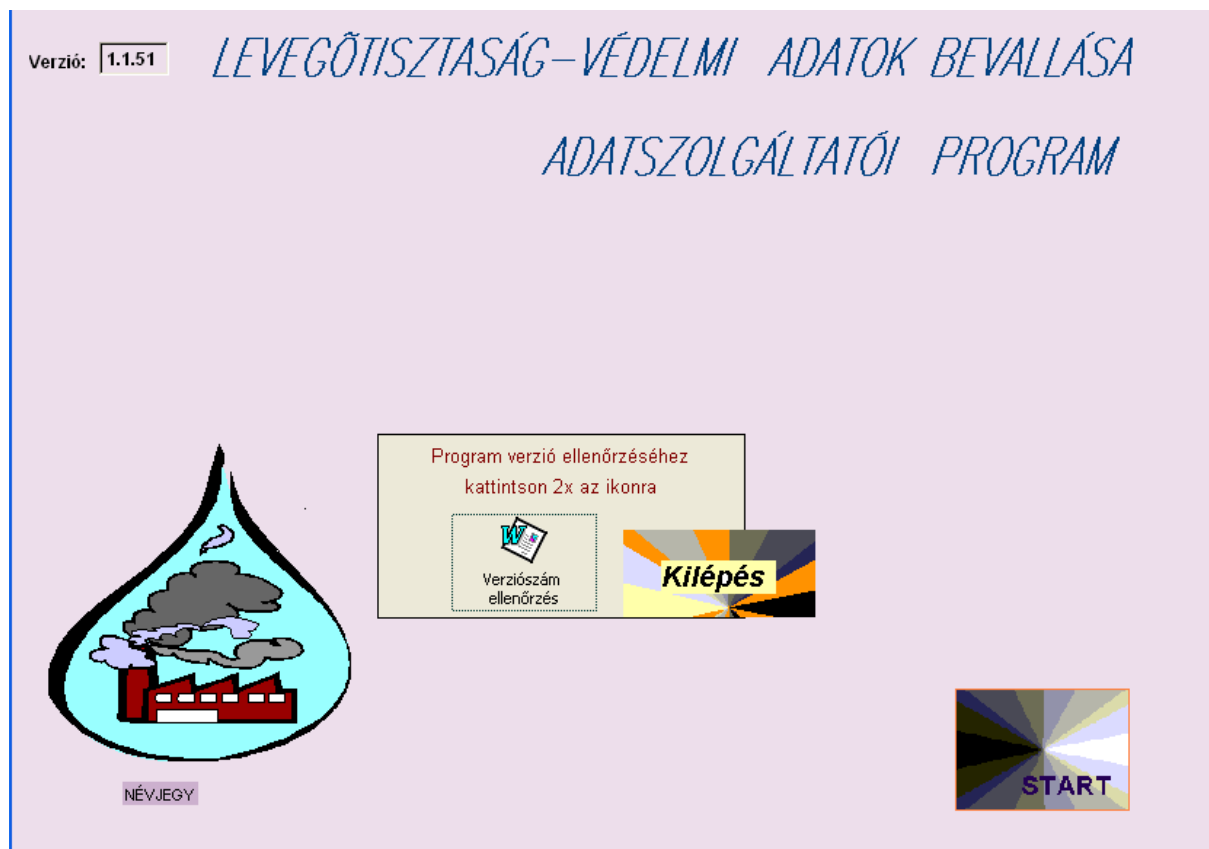 Verzió: 1.1.51
LEVEGÕTISZTASÁG-VÉDELMI ADATOK BEVALLÁSA
ADATSZOLGÁLTATÓI PROGRAM
Program verzió ellenőrzéséhez
kattintson 2x az ikonra
W
Verziószám
ellenőrzés
Kilépés
START
NÉVJEGY